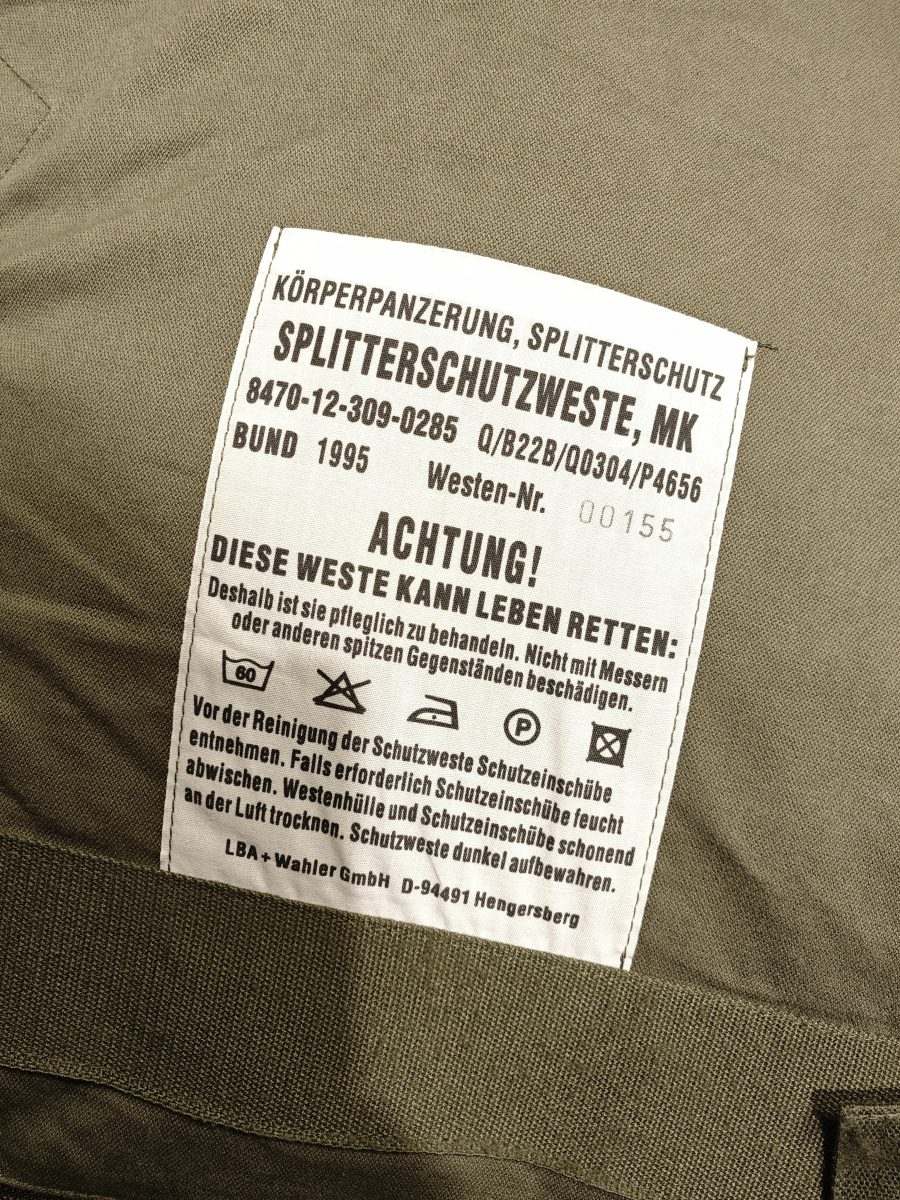 KÖRPERPANZERUNG, SPLITTERSCHUTZ
SPLITTERSCHUTZWESTE, MK
8470-12-309-0285 Q/B22B/Q0304/P4656
BUND 1995 Westen-Nr. 00155
ACHTUNG!
DIESE WESTE KANN LEBEN RETTEN:
Deshalb ist sie pfleglich zu behandeln. Nicht mit Messern
oder anderen spitzen Gegenständen beschädigen.
60 P
Vor der Reinigung der Schutzweste Schutzeinschübe
entnehmen. Falls erforderlich Schutzeinschübe feucht
abwischen. Westenhülle und Schutzeinschübe schonend
an der Luft trocknen. Schutzweste dunkel aufbewahren.
LBA+Wahler GmbH D-94491 Hengersberg